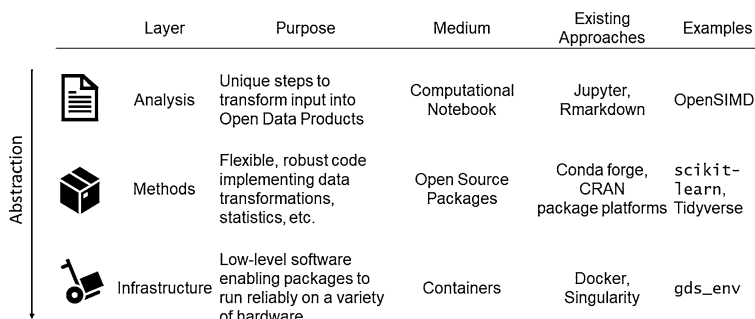 Layer
Purpose
Medium
Existing
Approaches
Examples
Abstraction
Analysis
Unique steps to
transform input into
Open Data Products
Computational
Notebook
Jupyter,
Rmarkdown
OpenSIMD
Methods
Flexible, robust code
implementing data
transformations,
statistics, etc.
Open Source
Packages
Conda forge,
CRAN
package platforms
scikit-
learn,
Tidyverse
Infrastructure
Low-level software
enabling packages to
run reliably on a variety
of hardware
Containers
Docker,
Singularity
gds_env